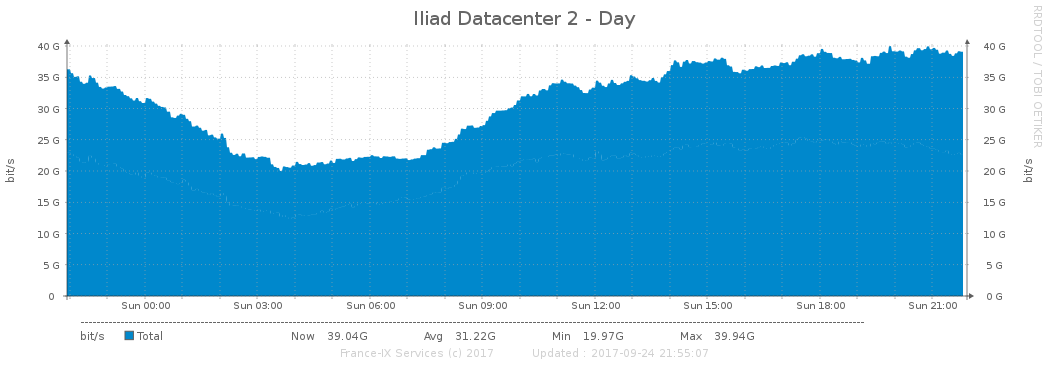 Iliad Datacenter 2 - Day
RRDTOOL / TOBI OETIKER
40 G 40 G
35 G 35 G
30 G 30 G
25 G 25 G
20 G 20 G
15 G 15 G
10 G 10 G
5 G 5 G
0 0 G
bit/s bit/s
Sun 00:00 Sun 03:00 Sun 06:00 Sun 09:00 Sun 12:00 Sun 15:00 Sun 18:00 Sun 21:00
bit/s Total Now 39.04G Avg 31.22G Min 19.97G Max 39.94G
France-IX Services (c) 2017 Updated : 2017-09-24 21:55:07